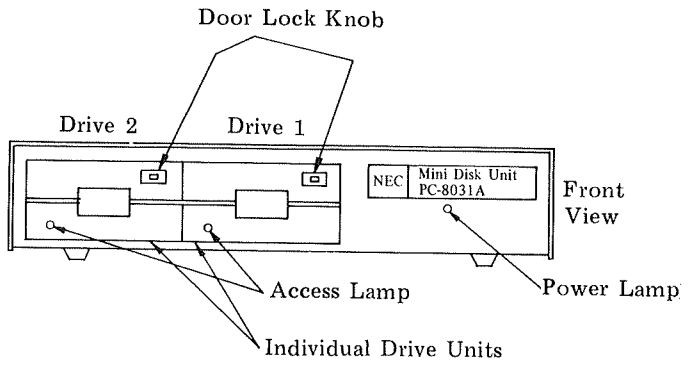 Door Lock Knob
Drive 2
Drive 1
NEC
Mini Disk Unit
PC-8031A
Front
View
Access Lamp
Power Lamp
Individual Drive Units